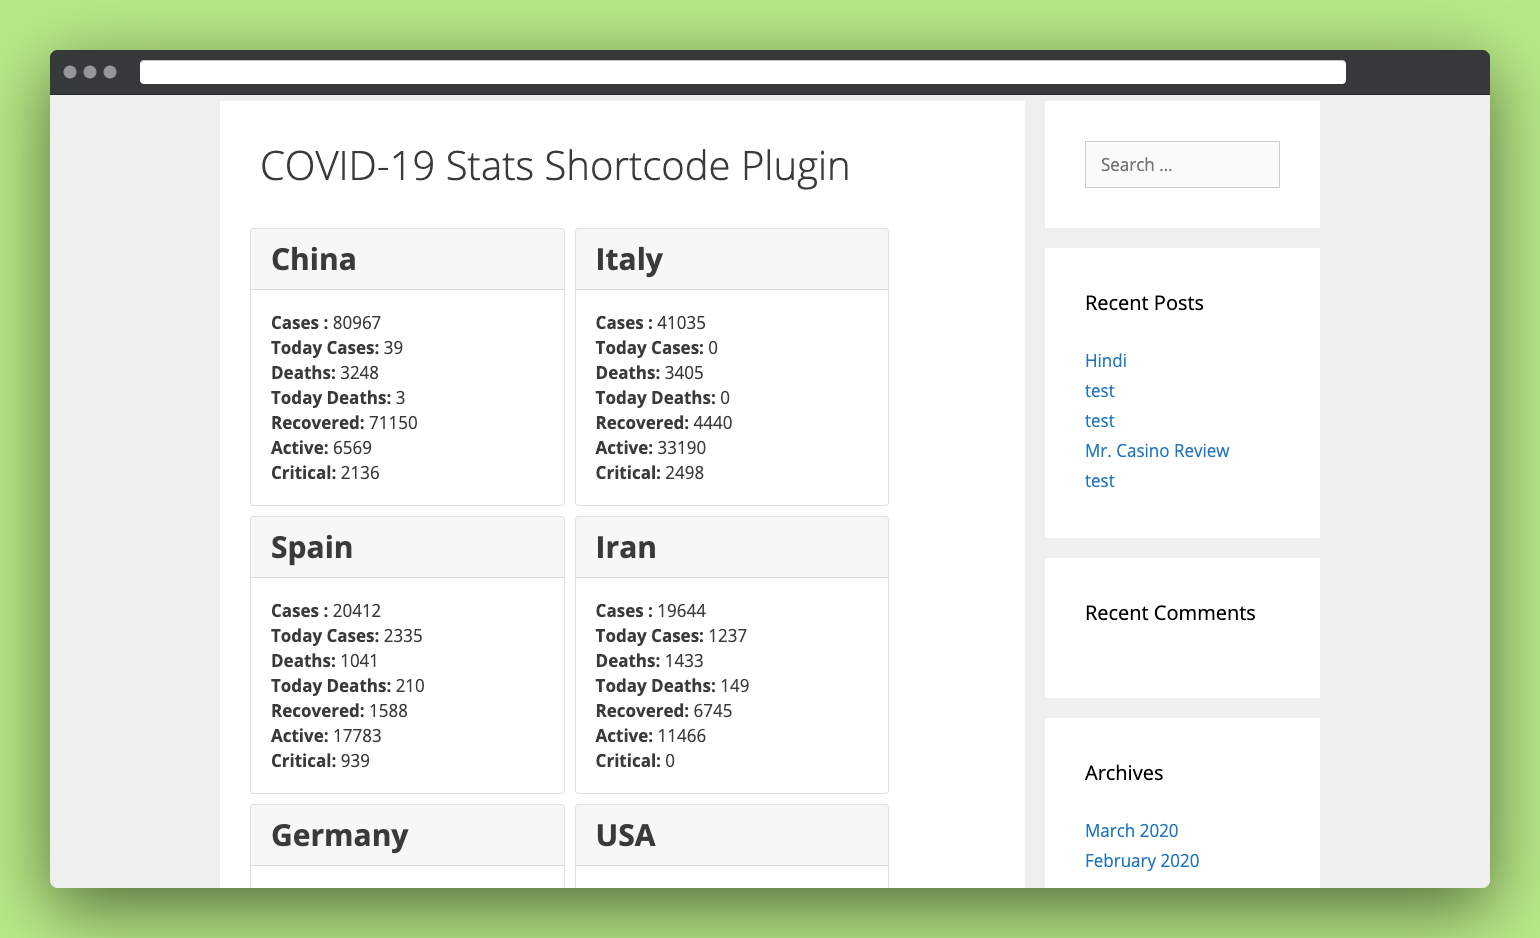 COVID-19 Stats Shortcode Plugin
China
Cases : 80967
Today Cases: 39
Deaths: 3248
Today Deaths: 3
Recovered: 71150
Active: 6569
Critical: 2136
Italy
Cases : 41035
Today Cases: 0
Deaths: 3405
Today Deaths: 0
Recovered: 4440
Active: 33190
Critical: 2498
Spain
Cases : 20412
Today Cases: 2335
Deaths: 1041
Today Deaths: 210
Recovered: 1588
Active: 17783
Critical: 939
Iran
Cases : 19644
Today Cases: 1237
Deaths: 1433
Today Deaths: 149
Recovered: 6745
Active: 11466
Critical: 0
Germany
USA
Search ...
Recent Posts
Hindi
test
test
Mr. Casino Review
test
Recent Comments
Archives
March 2020
February 2020